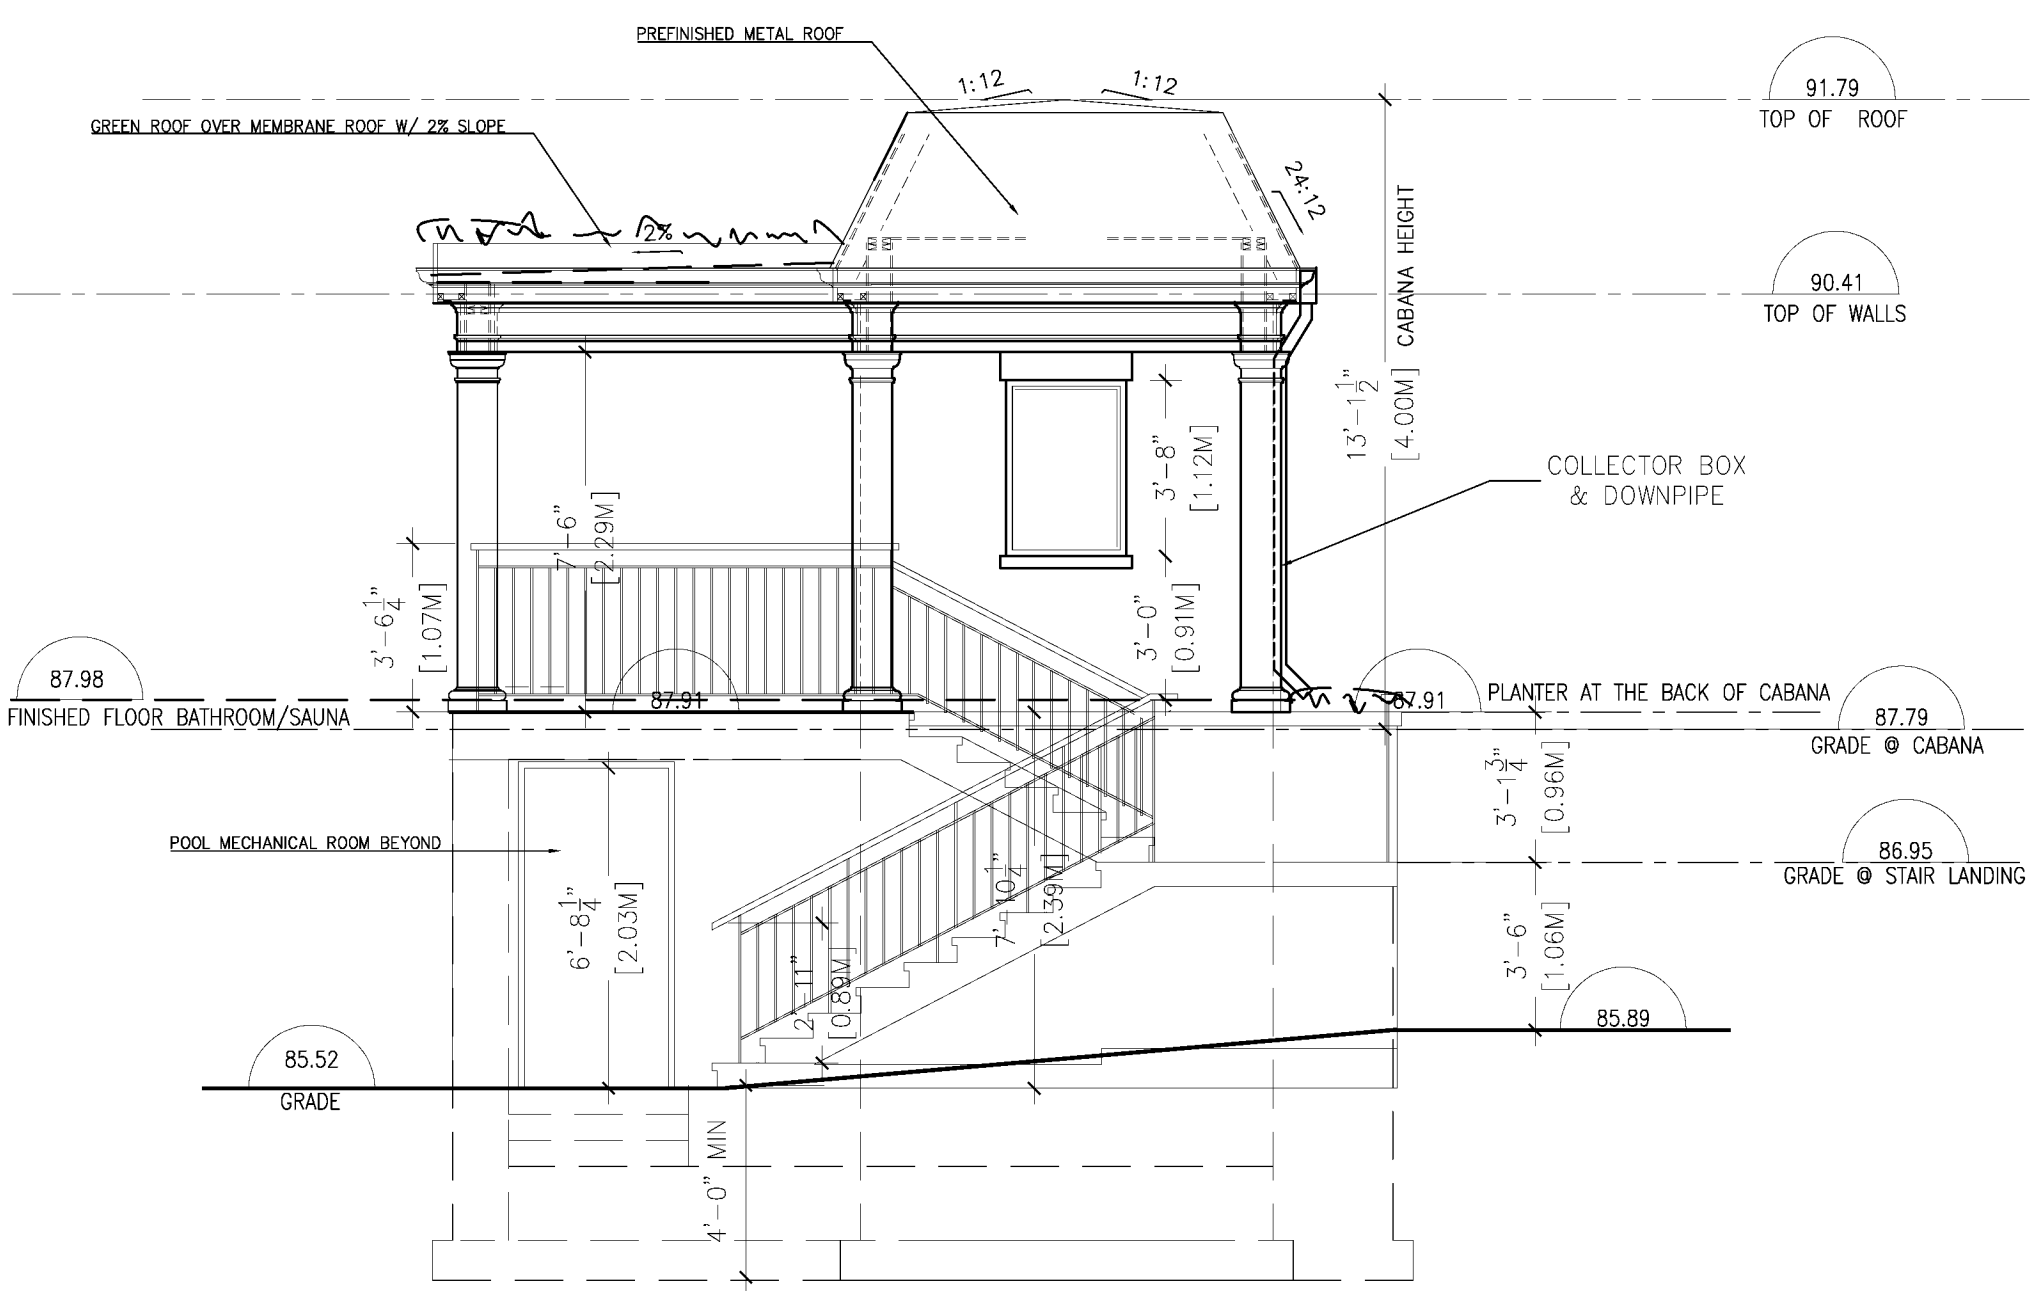 PREFINISHED METAL ROOF
1:12
1:12
91.79
TOP OF ROOF
GREEN ROOF OVER MEMBRANE ROOF W/ 2% SLOPE
24:12
2%
CABANA HEIGHT
13'-1 1/2"
[4.00M]
90.41
TOP OF WALLS
3'-8"
[1.12M]
COLLECTOR BOX
& DOWNPIPE
7'-6"
[2.29M]
3'-6 1/4"
[1.07M]
3'-0"
[0.91M]
87.98
FINISHED FLOOR BATHROOM/SAUNA
87.91
87.91
PLANTER AT THE BACK OF CABANA
87.79
GRADE @ CABANA
3'-1 3/4"
[0.96M]
POOL MECHANICAL ROOM BEYOND
86.95
GRADE @ STAIR LANDING
6'-8 1/4"
[2.03M]
7' 10 1/4"
[2.39M]
3'-6"
[1.06M]
2'-11"
[0.89M]
85.89
85.52
GRADE
4'-0" MIN